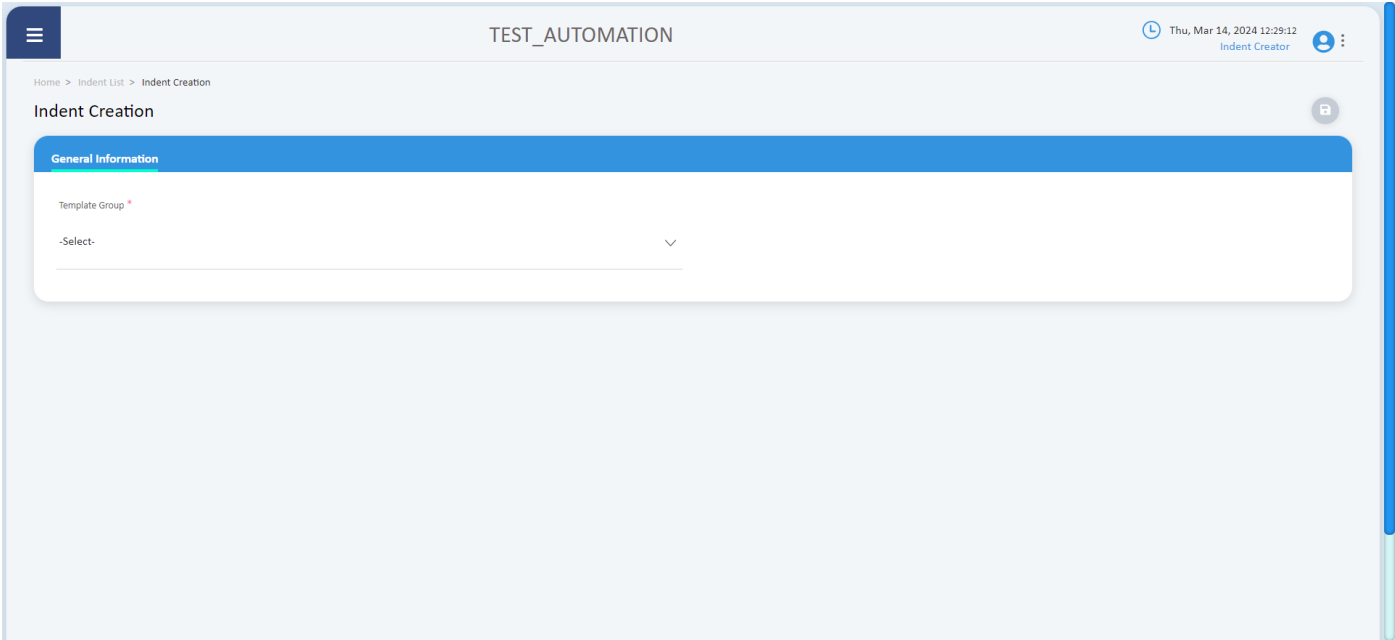 TEST_AUTOMATION
Thu, Mar 14, 2024 12:29:12
Indent Creator
Home > Indent List > Indent Creation
Indent Creation
General Information
Template Group *
-Select-